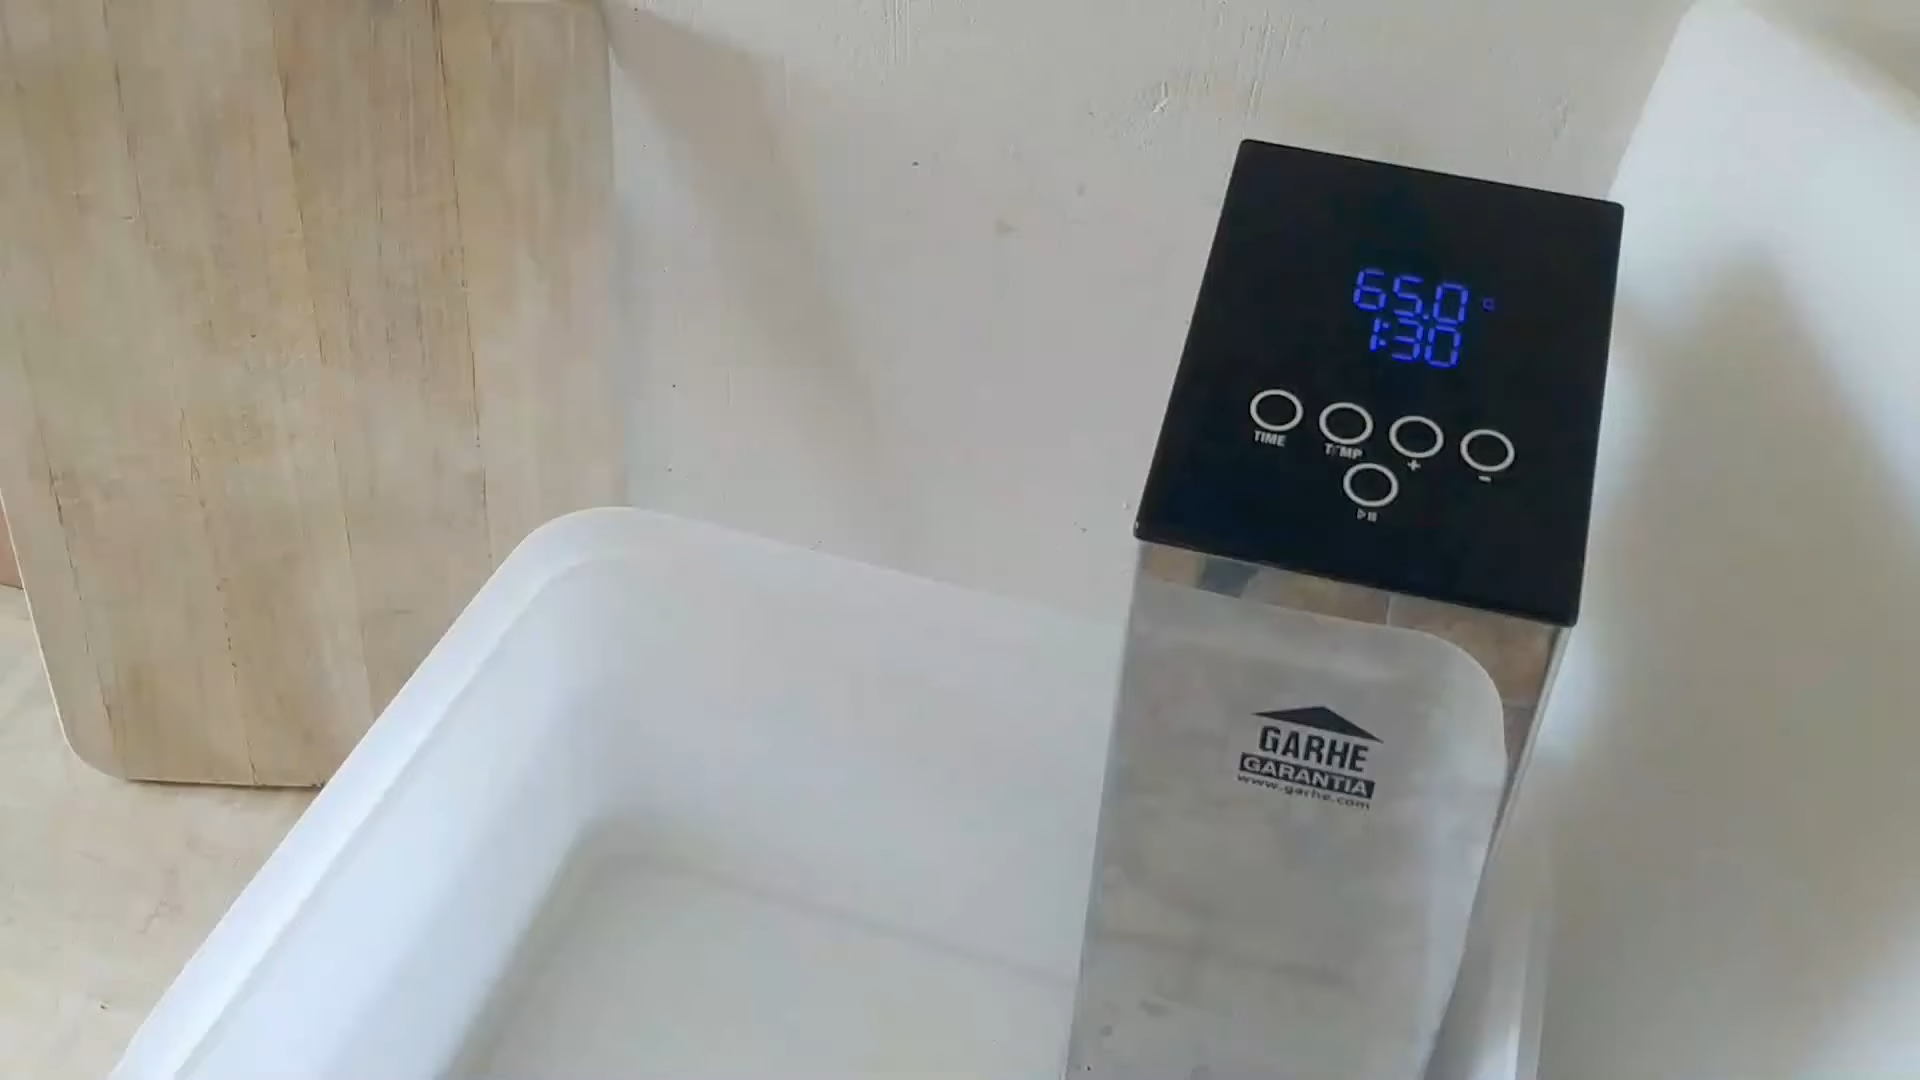 65.0 °
1:30
TIME
TEMP
+
-
GARHE
GARANTIA
www.garhe.com